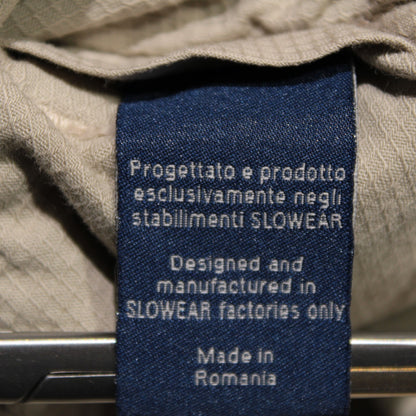 Progettato e prodotto
esclusivamente negli
stabilimenti SLOWEAR
Designed and
manufactured in
SLOWEAR factories only
Made in
Romania